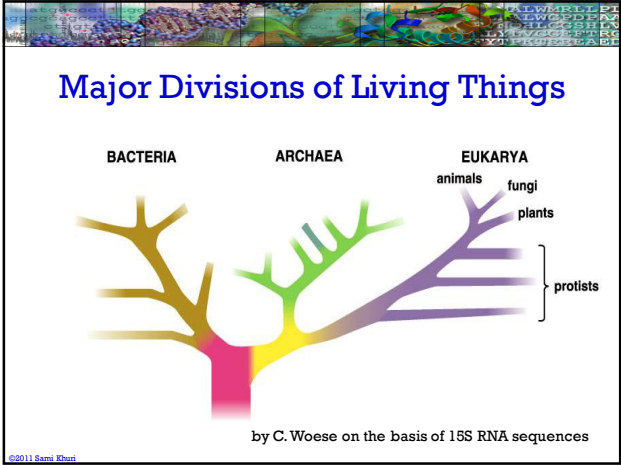 Major Divisions of Living Things
BACTERIA
ARCHAEA
EUKARYA
animals
fungi
plants
protists
by C. Woese on the basis of 15S RNA sequences
©2011 Sami Khuri